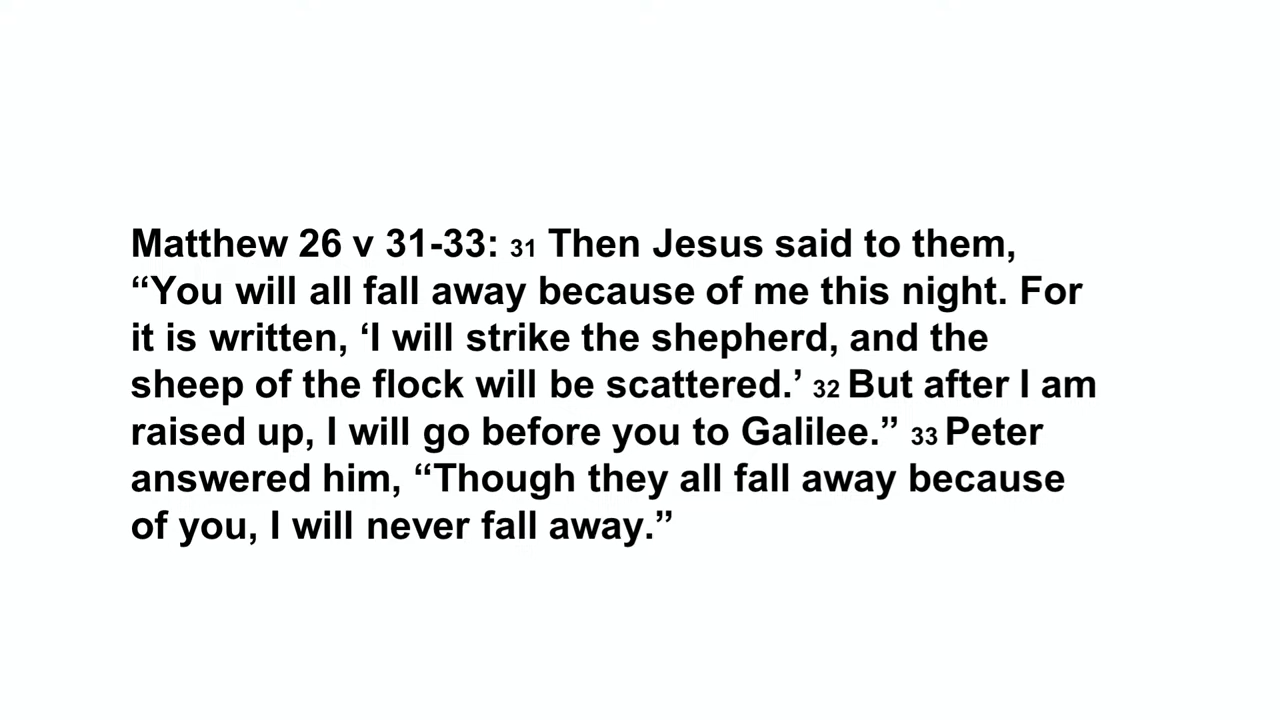 Matthew 26 v 31-33: 31 Then Jesus said to them,
“You will all fall away because of me this night. For
it is written, ‘I will strike the shepherd, and the
sheep of the flock will be scattered.’ 32 But after I am
raised up, I will go before you to Galilee.” 33 Peter
answered him, “Though they all fall away because
of you, I will never fall away.”